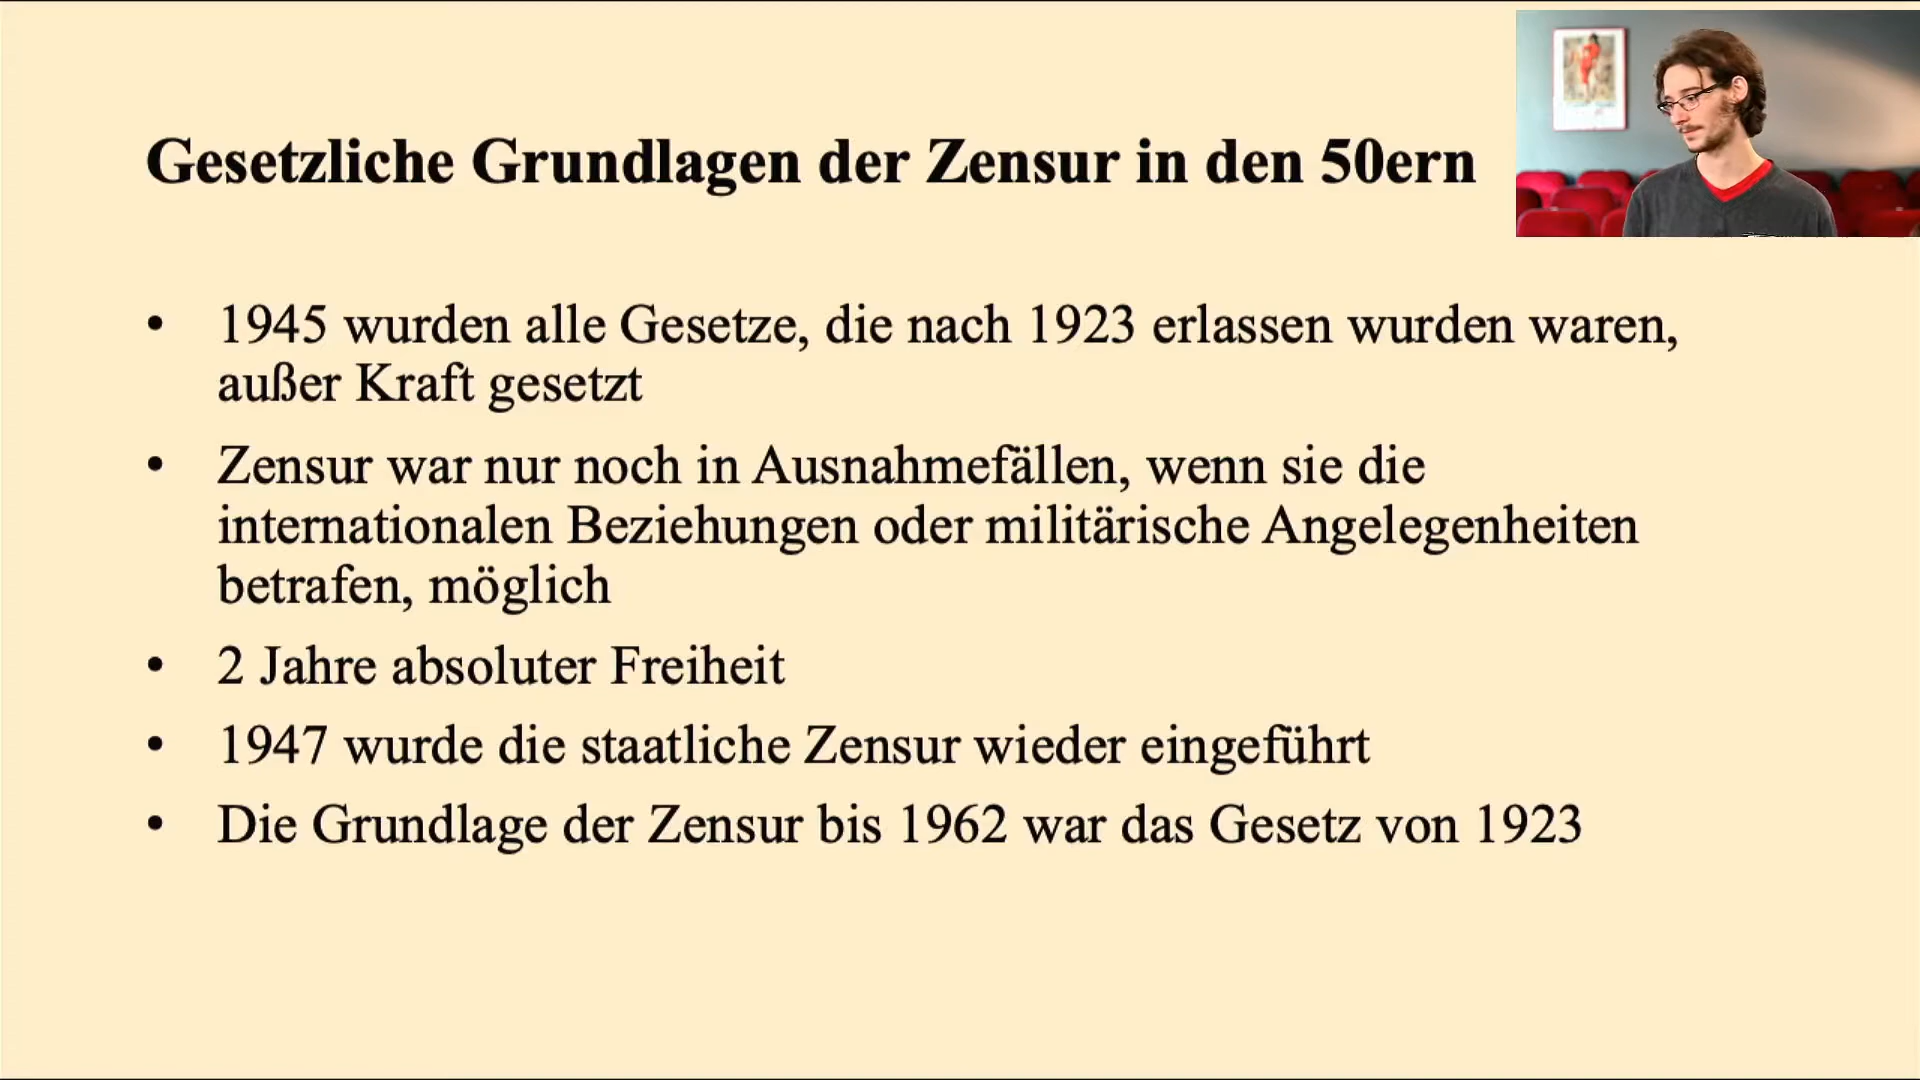 Gesetzliche Grundlagen der Zensur in den 50ern
• 1945 wurden alle Gesetze, die nach 1923 erlassen wurden waren,
außer Kraft gesetzt
• Zensur war nur noch in Ausnahmefällen, wenn sie die
internationalen Beziehungen oder militärische Angelegenheiten
betrafen, möglich
• 2 Jahre absoluter Freiheit
• 1947 wurde die staatliche Zensur wieder eingeführt
• Die Grundlage der Zensur bis 1962 war das Gesetz von 1923